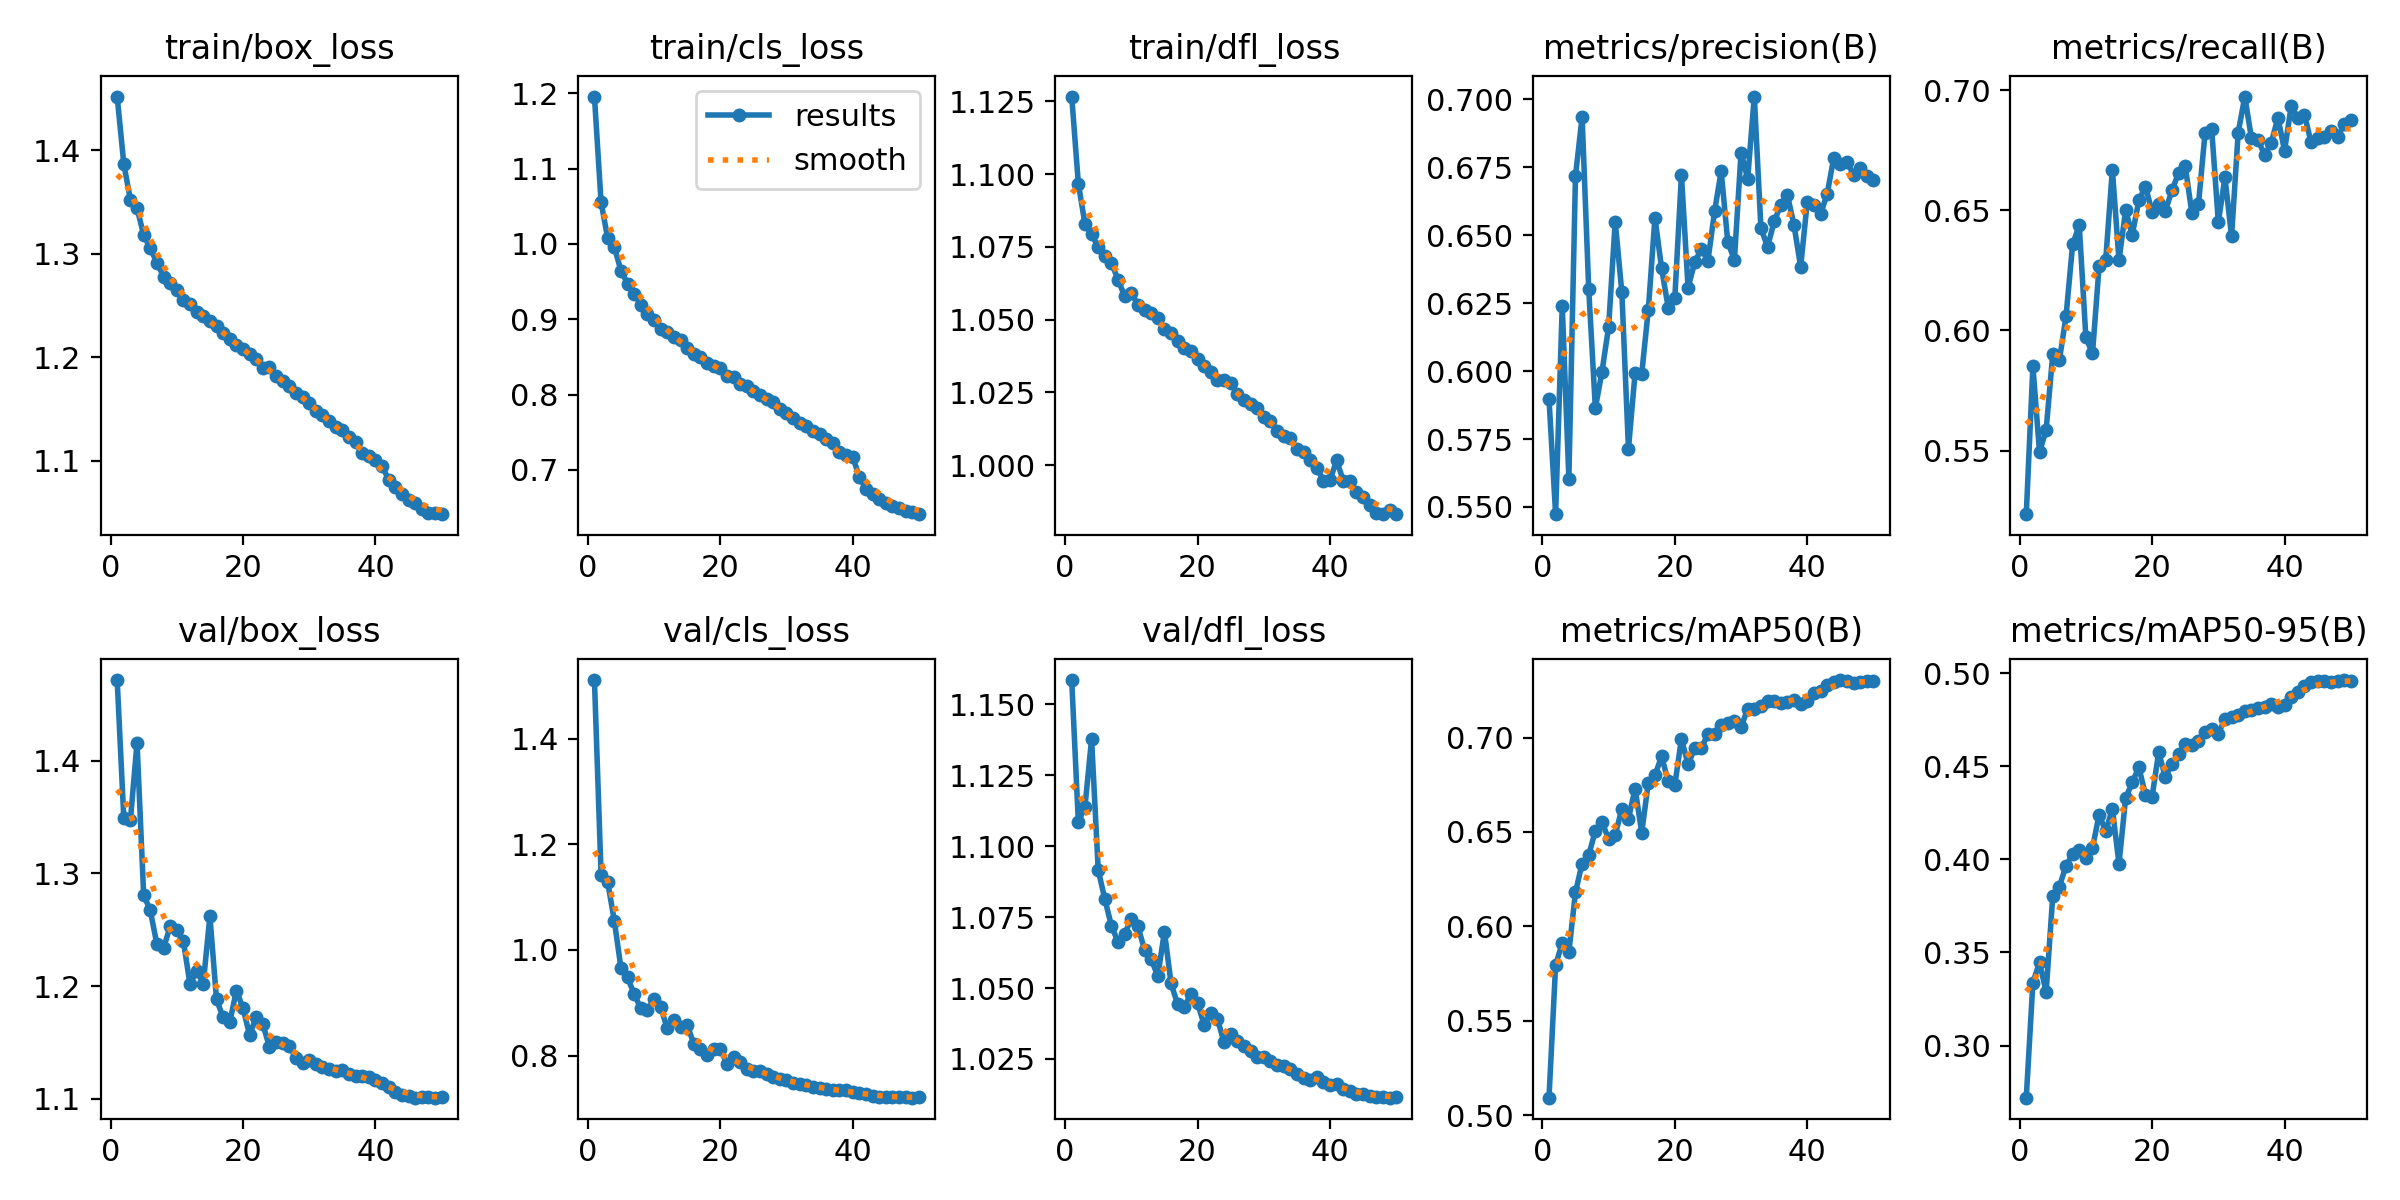 train/box_loss
1.4
1.3
1.2
1.1
0 20 40
train/cls_loss
results
smooth
1.2
1.1
1.0
0.9
0.8
0.7
0 20 40
train/dfl_loss
1.125
1.100
1.075
1.050
1.025
1.000
0 20 40
metrics/precision(B)
0.700
0.675
0.650
0.625
0.600
0.575
0.550
0 20 40
metrics/recall(B)
0.70
0.65
0.60
0.55
0 20 40
val/box_loss
1.4
1.3
1.2
1.1
0 20 40
val/cls_loss
1.4
1.2
1.0
0.8
0 20 40
val/dfl_loss
1.150
1.125
1.100
1.075
1.050
1.025
0 20 40
metrics/mAP50(B)
0.70
0.65
0.60
0.55
0.50
0 20 40
metrics/mAP50-95(B)
0.50
0.45
0.40
0.35
0.30
0 20 40